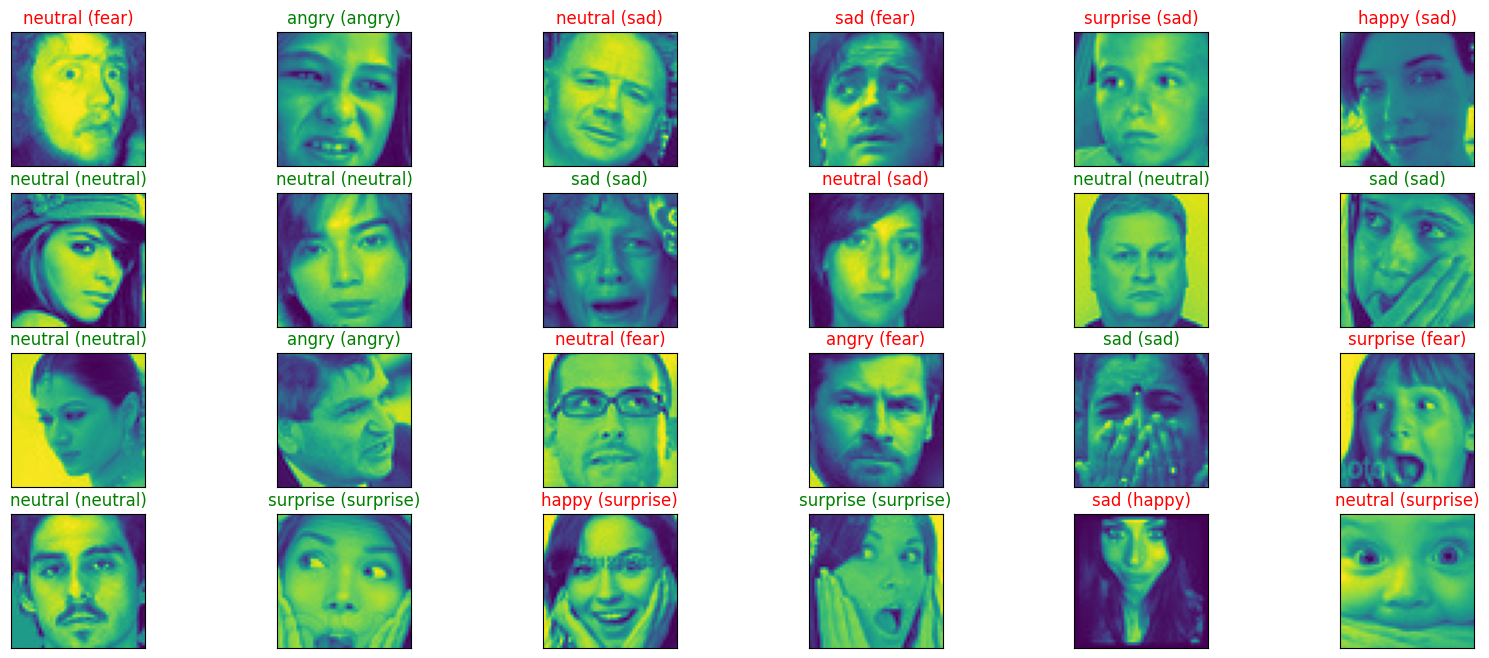 neutral (fear) angry (angry) neutral (sad) sad (fear) surprise (sad) happy (sad)
neutral (neutral) neutral (neutral) sad (sad) neutral (sad) neutral (neutral) sad (sad)
neutral (neutral) angry (angry) neutral (fear) angry (fear) sad (sad) surprise (fear)
neutral (neutral) surprise (surprise) happy (surprise) surprise (surprise) sad (happy) neutral (surprise)